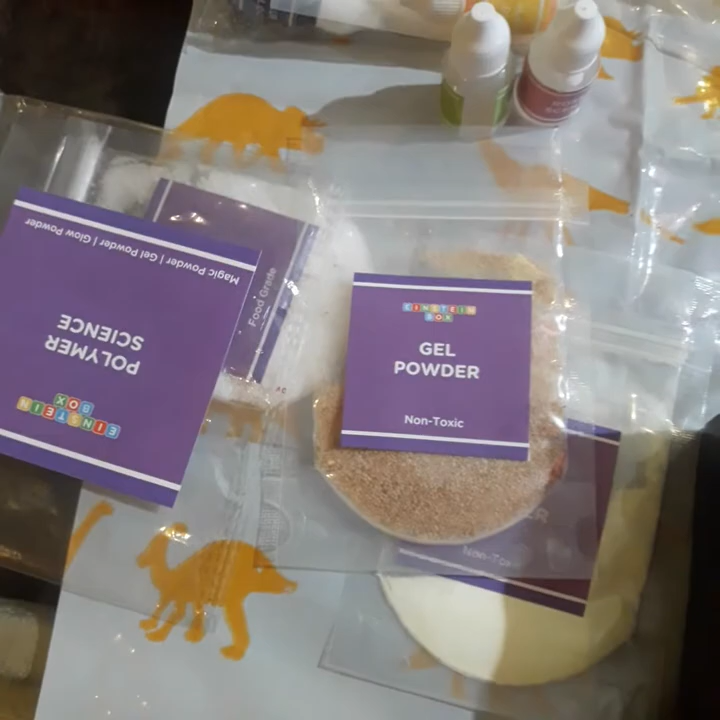 EINSTEIN
BOX
GEL
POWDER
Non-Toxic
EINSTEIN
BOX
POLYMER
SCIENCE
Magic Powder | Gel Powder | Glow Powder
Food Grade
Non-Toxic